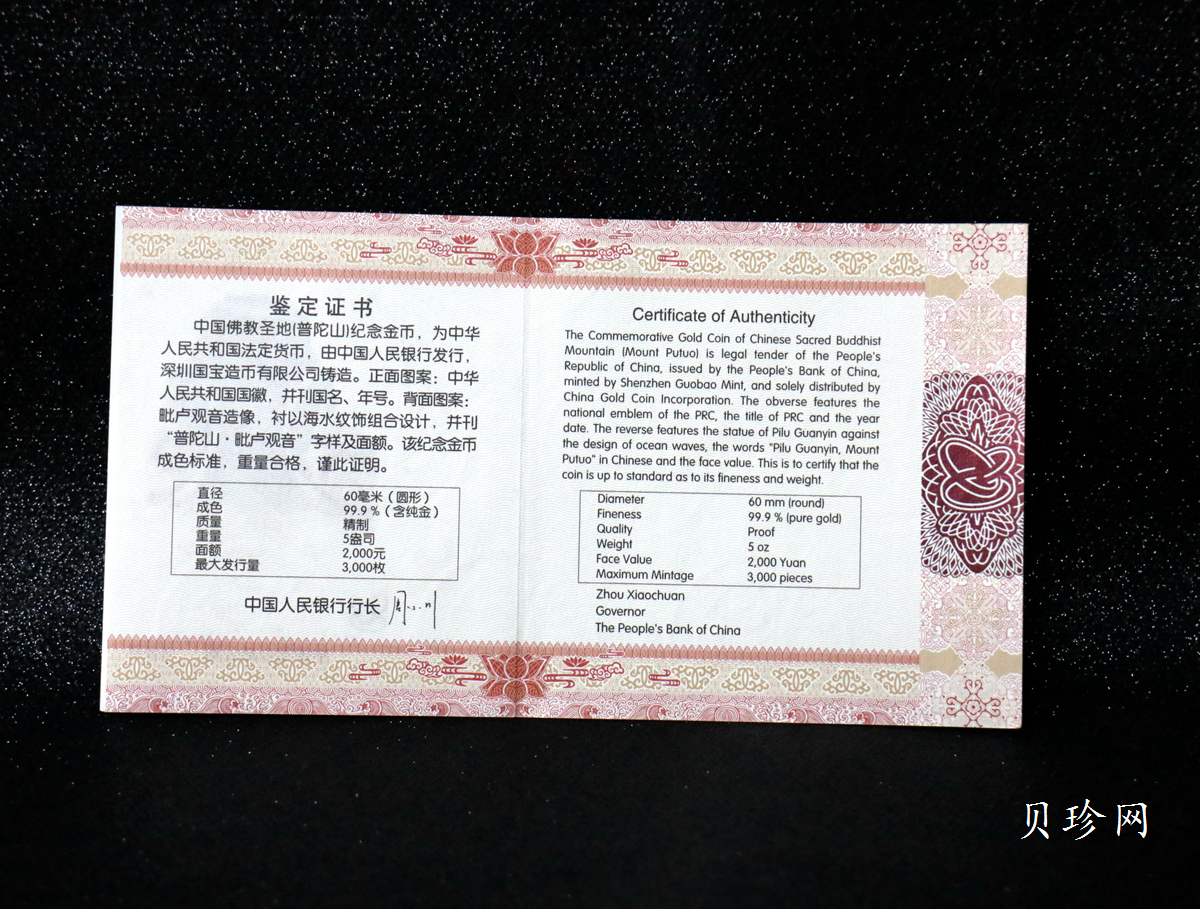 鉴定证书
中国佛教圣地(普陀山)纪念金币，为中华
人民共和国法定货币，由中国人民银行发行，
深圳国宝造币有限公司铸造。正面图案：中华
人民共和国国徽，并刊国名、年号。背面图案：
毗卢观音造像，衬以海水纹饰组合设计，并刊
“普陀山·毗卢观音”字样及面额。该纪念金币
成色标准，重量合格，谨此证明。
直径 60毫米（圆形）
成色 99.9％（含纯金）
质量 精制
重量 5盎司
面额 2,000元
最大发行量 3,000枚
中国人民银行行长
Certificate of Authenticity
The Commemorative Gold Coin of Chinese Sacred Buddhist
Mountain (Mount Putuo) is legal tender of the People's
Republic of China, issued by the People's Bank of China,
minted by Shenzhen Guobao Mint, and solely distributed by
China Gold Coin Incorporation. The obverse features the
national emblem of the PRC, the title of PRC and the year
date. The reverse features the statue of Pilu Guanyin against
the design of ocean waves, the words "Pilu Guanyin, Mount
Putuo" in Chinese and the face value. This is to certify that the
coin is up to standard as to its fineness and weight.
Diameter 60 mm (round)
Fineness 99.9 % (pure gold)
Quality Proof
Weight 5 oz
Face Value 2,000 Yuan
Maximum Mintage 3,000 pieces
Zhou Xiaochuan
Governor
The People's Bank of China
贝珍网